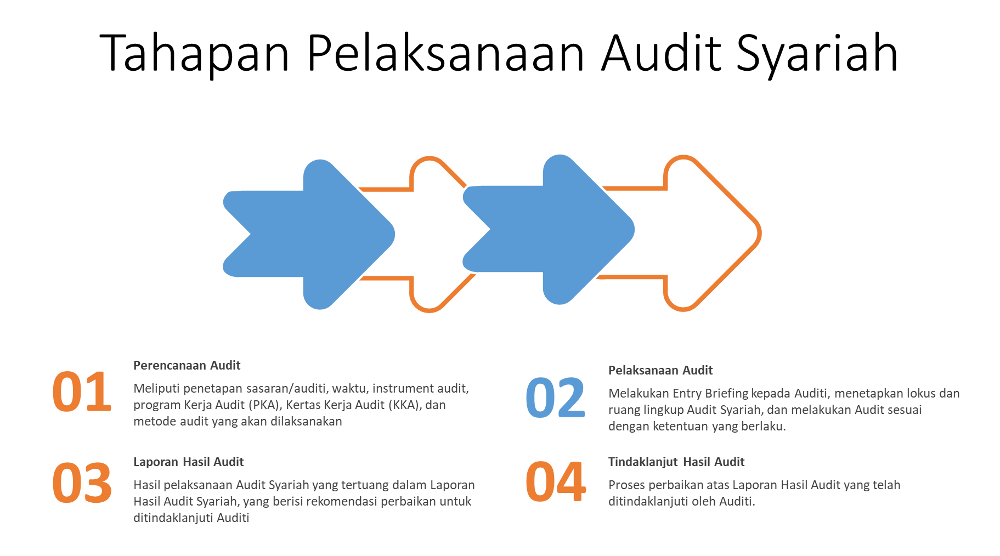 Tahapan Pelaksanaan Audit Syariah
01
Perencanaan Audit
Meliputi penetapan sasaran/auditi, waktu, instrument audit,
program Kerja Audit (PKA), Kertas Kerja Audit (KKA), dan
metode audit yang akan dilaksanakan
02
Pelaksanaan Audit
Melakukan Entry Briefing kepada Auditi, menetapkan lokus dan
ruang lingkup Audit Syariah, dan melakukan Audit sesuai
dengan ketentuan yang berlaku.
03
Laporan Hasil Audit
Hasil pelaksanaan Audit Syariah yang tertuang dalam Laporan
Hasil Audit Syariah, yang berisi rekomendasi perbaikan untuk
ditindaklanjuti Auditi
04
Tindaklanjut Hasil Audit
Proses perbaikan atas Laporan Hasil Audit yang telah
ditindaklanjuti oleh Auditi.